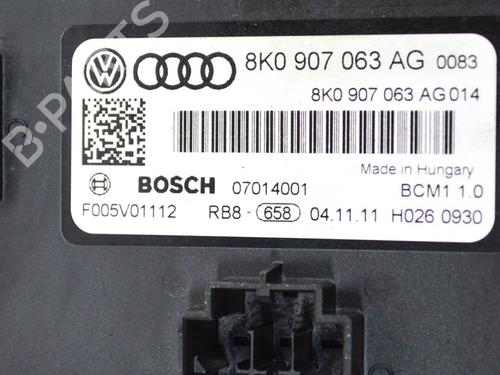 8K0 907 063 AG 0083
8K0 907 063 AG 014
Made in Hungary
BOSCH 07014001 BCM1 1.0
F005V01112 RB8 - 658 04.11.11 H026 0930
B-PARTS